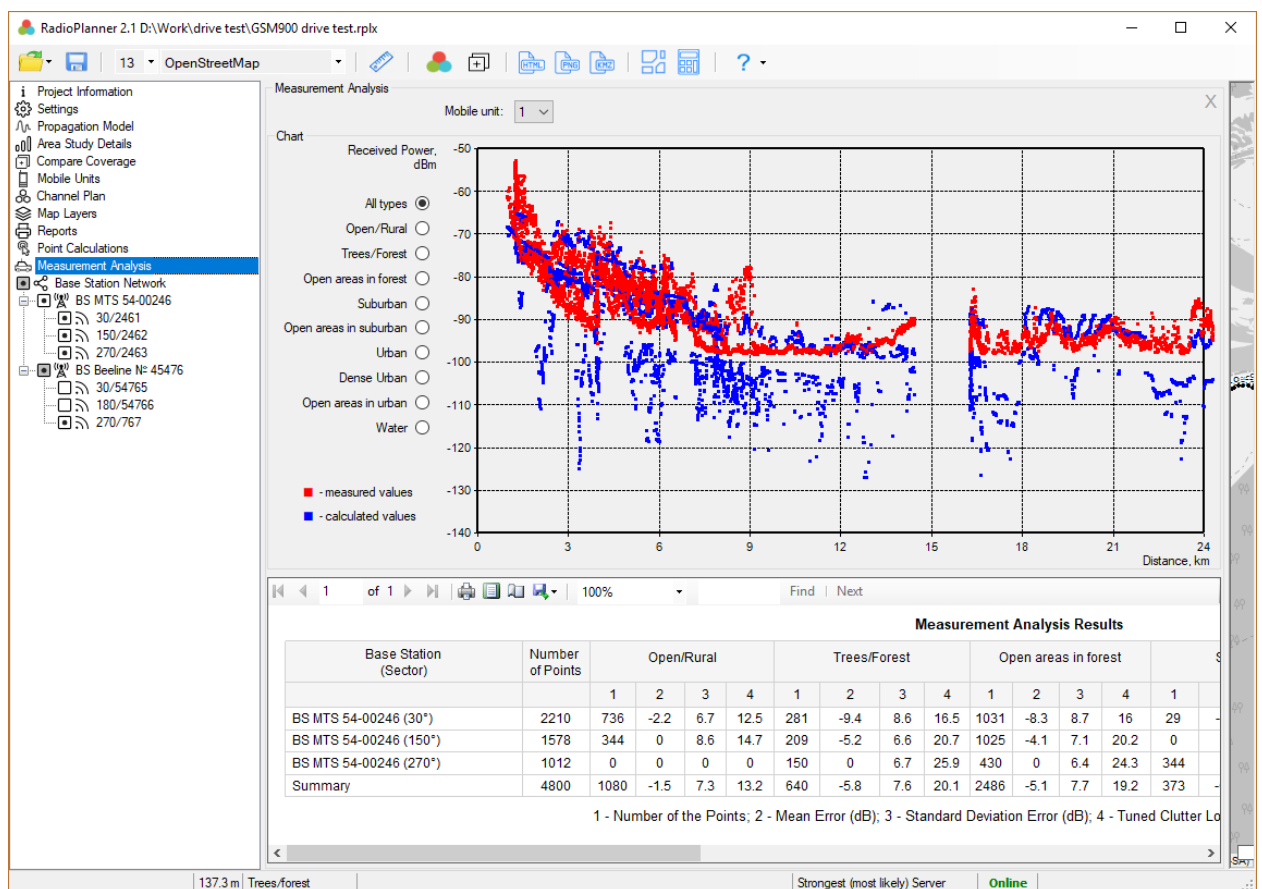 RadioPlanner 2.1 D:\Work\drive test\GSM900 drive test.rplx
13 OpenStreetMap HTML PNG KMZ ?
i Project Information
Settings
Propagation Model
Area Study Details
Compare Coverage
Mobile Units
Channel Plan
Map Layers
Reports
Point Calculations
Measurement Analysis
Base Station Network
BS MTS 54-00246
30/2461
150/2462
270/2463
BS Beeline № 45476
30/54765
180/54766
270/767
Measurement Analysis
X
Mobile unit: 1
Chart
Received Power,
dBm
All types
Open/Rural
Trees/Forest
Open areas in forest
Suburban
Open areas in suburban
Urban
Dense Urban
Open areas in urban
Water
- measured values
- calculated values
-50
-60
-70
-80
-90
-100
-110
-120
-130
-140
0 3 6 9 12 15 18 21 24
Distance, km
1 of 1 100% Find | Next
Measurement Analysis Results
Base Station Number Open/Rural Trees/Forest Open areas in forest
(Sector) of Points
1 2 3 4 1 2 3 4 1 2 3 4 1
BS MTS 54-00246 (30°) 2210 736 -2.2 6.7 12.5 281 -9.4 8.6 16.5 1031 -8.3 8.7 16 29
BS MTS 54-00246 (150°) 1578 344 0 8.6 14.7 209 -5.2 6.6 20.7 1025 -4.1 7.1 20.2 0
BS MTS 54-00246 (270°) 1012 0 0 0 0 150 0 6.7 25.9 430 0 6.4 24.3 344
Summary 4800 1080 -1.5 7.3 13.2 640 -5.8 7.6 20.1 2486 -5.1 7.7 19.2 373
1 - Number of the Points; 2 - Mean Error (dB); 3 - Standard Deviation Error (dB); 4 - Tuned Clutter Lo
137.3 m Trees/forest Strongest (most likely) Server Online